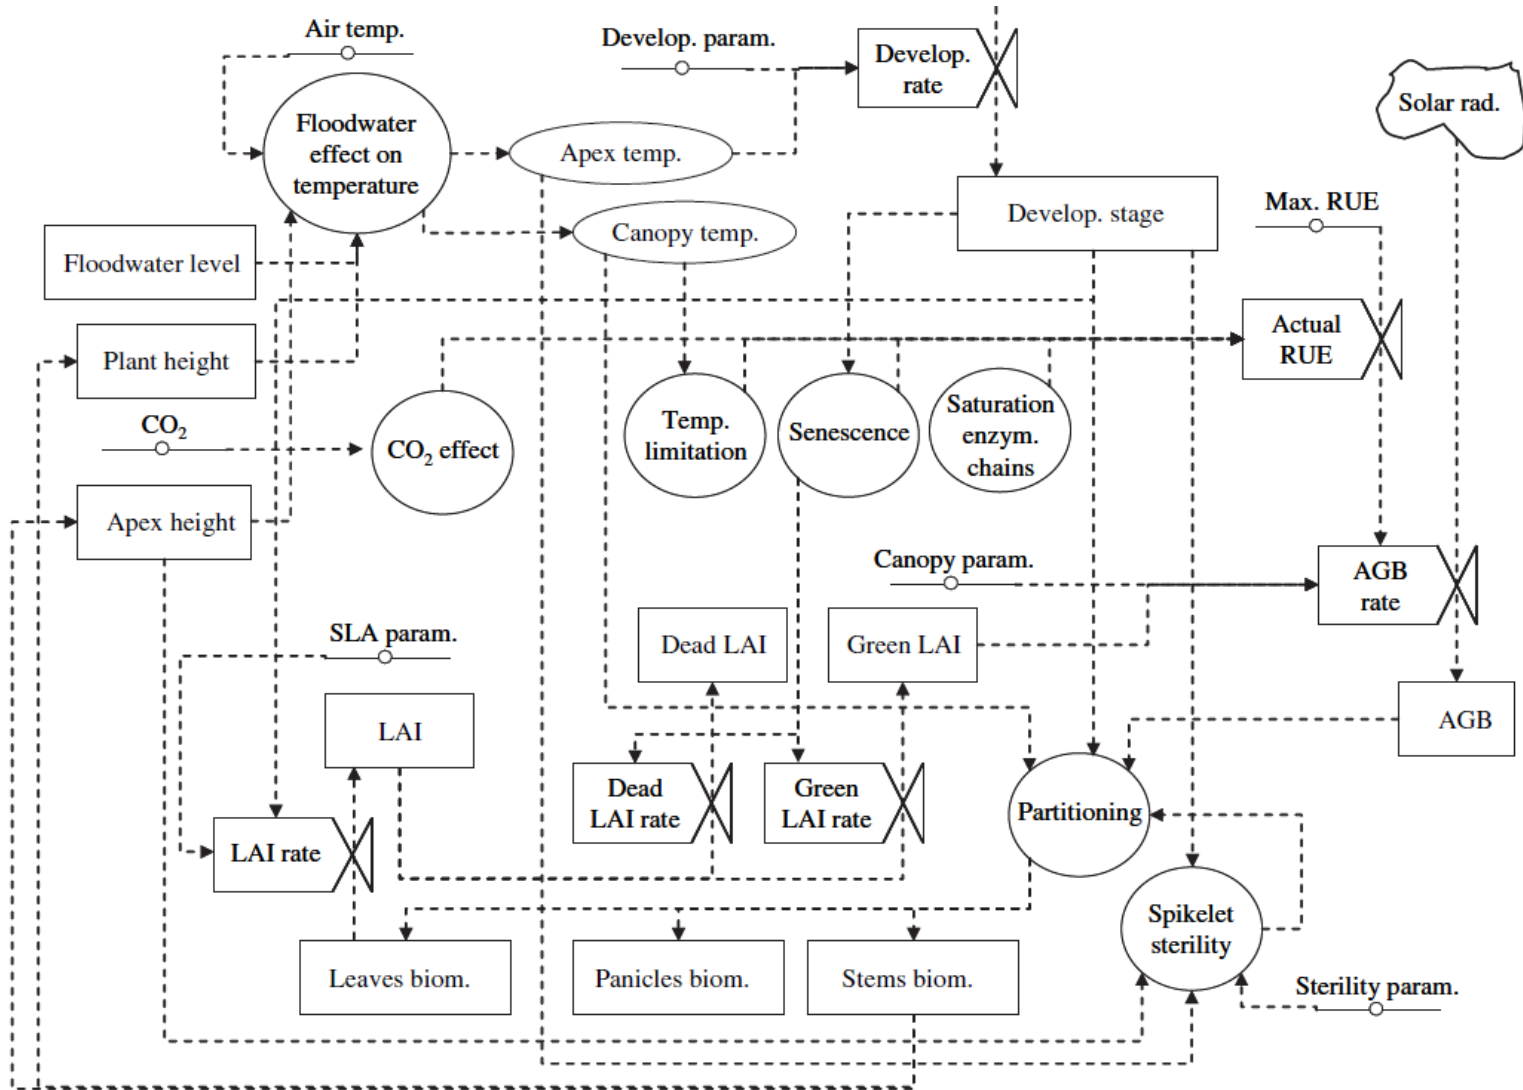 Air temp.
Develop. param.
Develop.
rate
Solar rad.
Floodwater
effect on
temperature
Apex temp.
Develop. stage
Max. RUE
Canopy temp.
Floodwater level
Actual
RUE
Plant height
CO₂
CO₂ effect
Temp.
limitation
Senescence
Saturation
enzym.
chains
Apex height
Canopy param.
AGB
rate
SLA param.
Dead LAI
Green LAI
LAI
AGB
Dead
LAI rate
Green
LAI rate
Partitioning
LAI rate
Spikelet
sterility
Leaves biom.
Panicles biom.
Stems biom.
Sterility param.